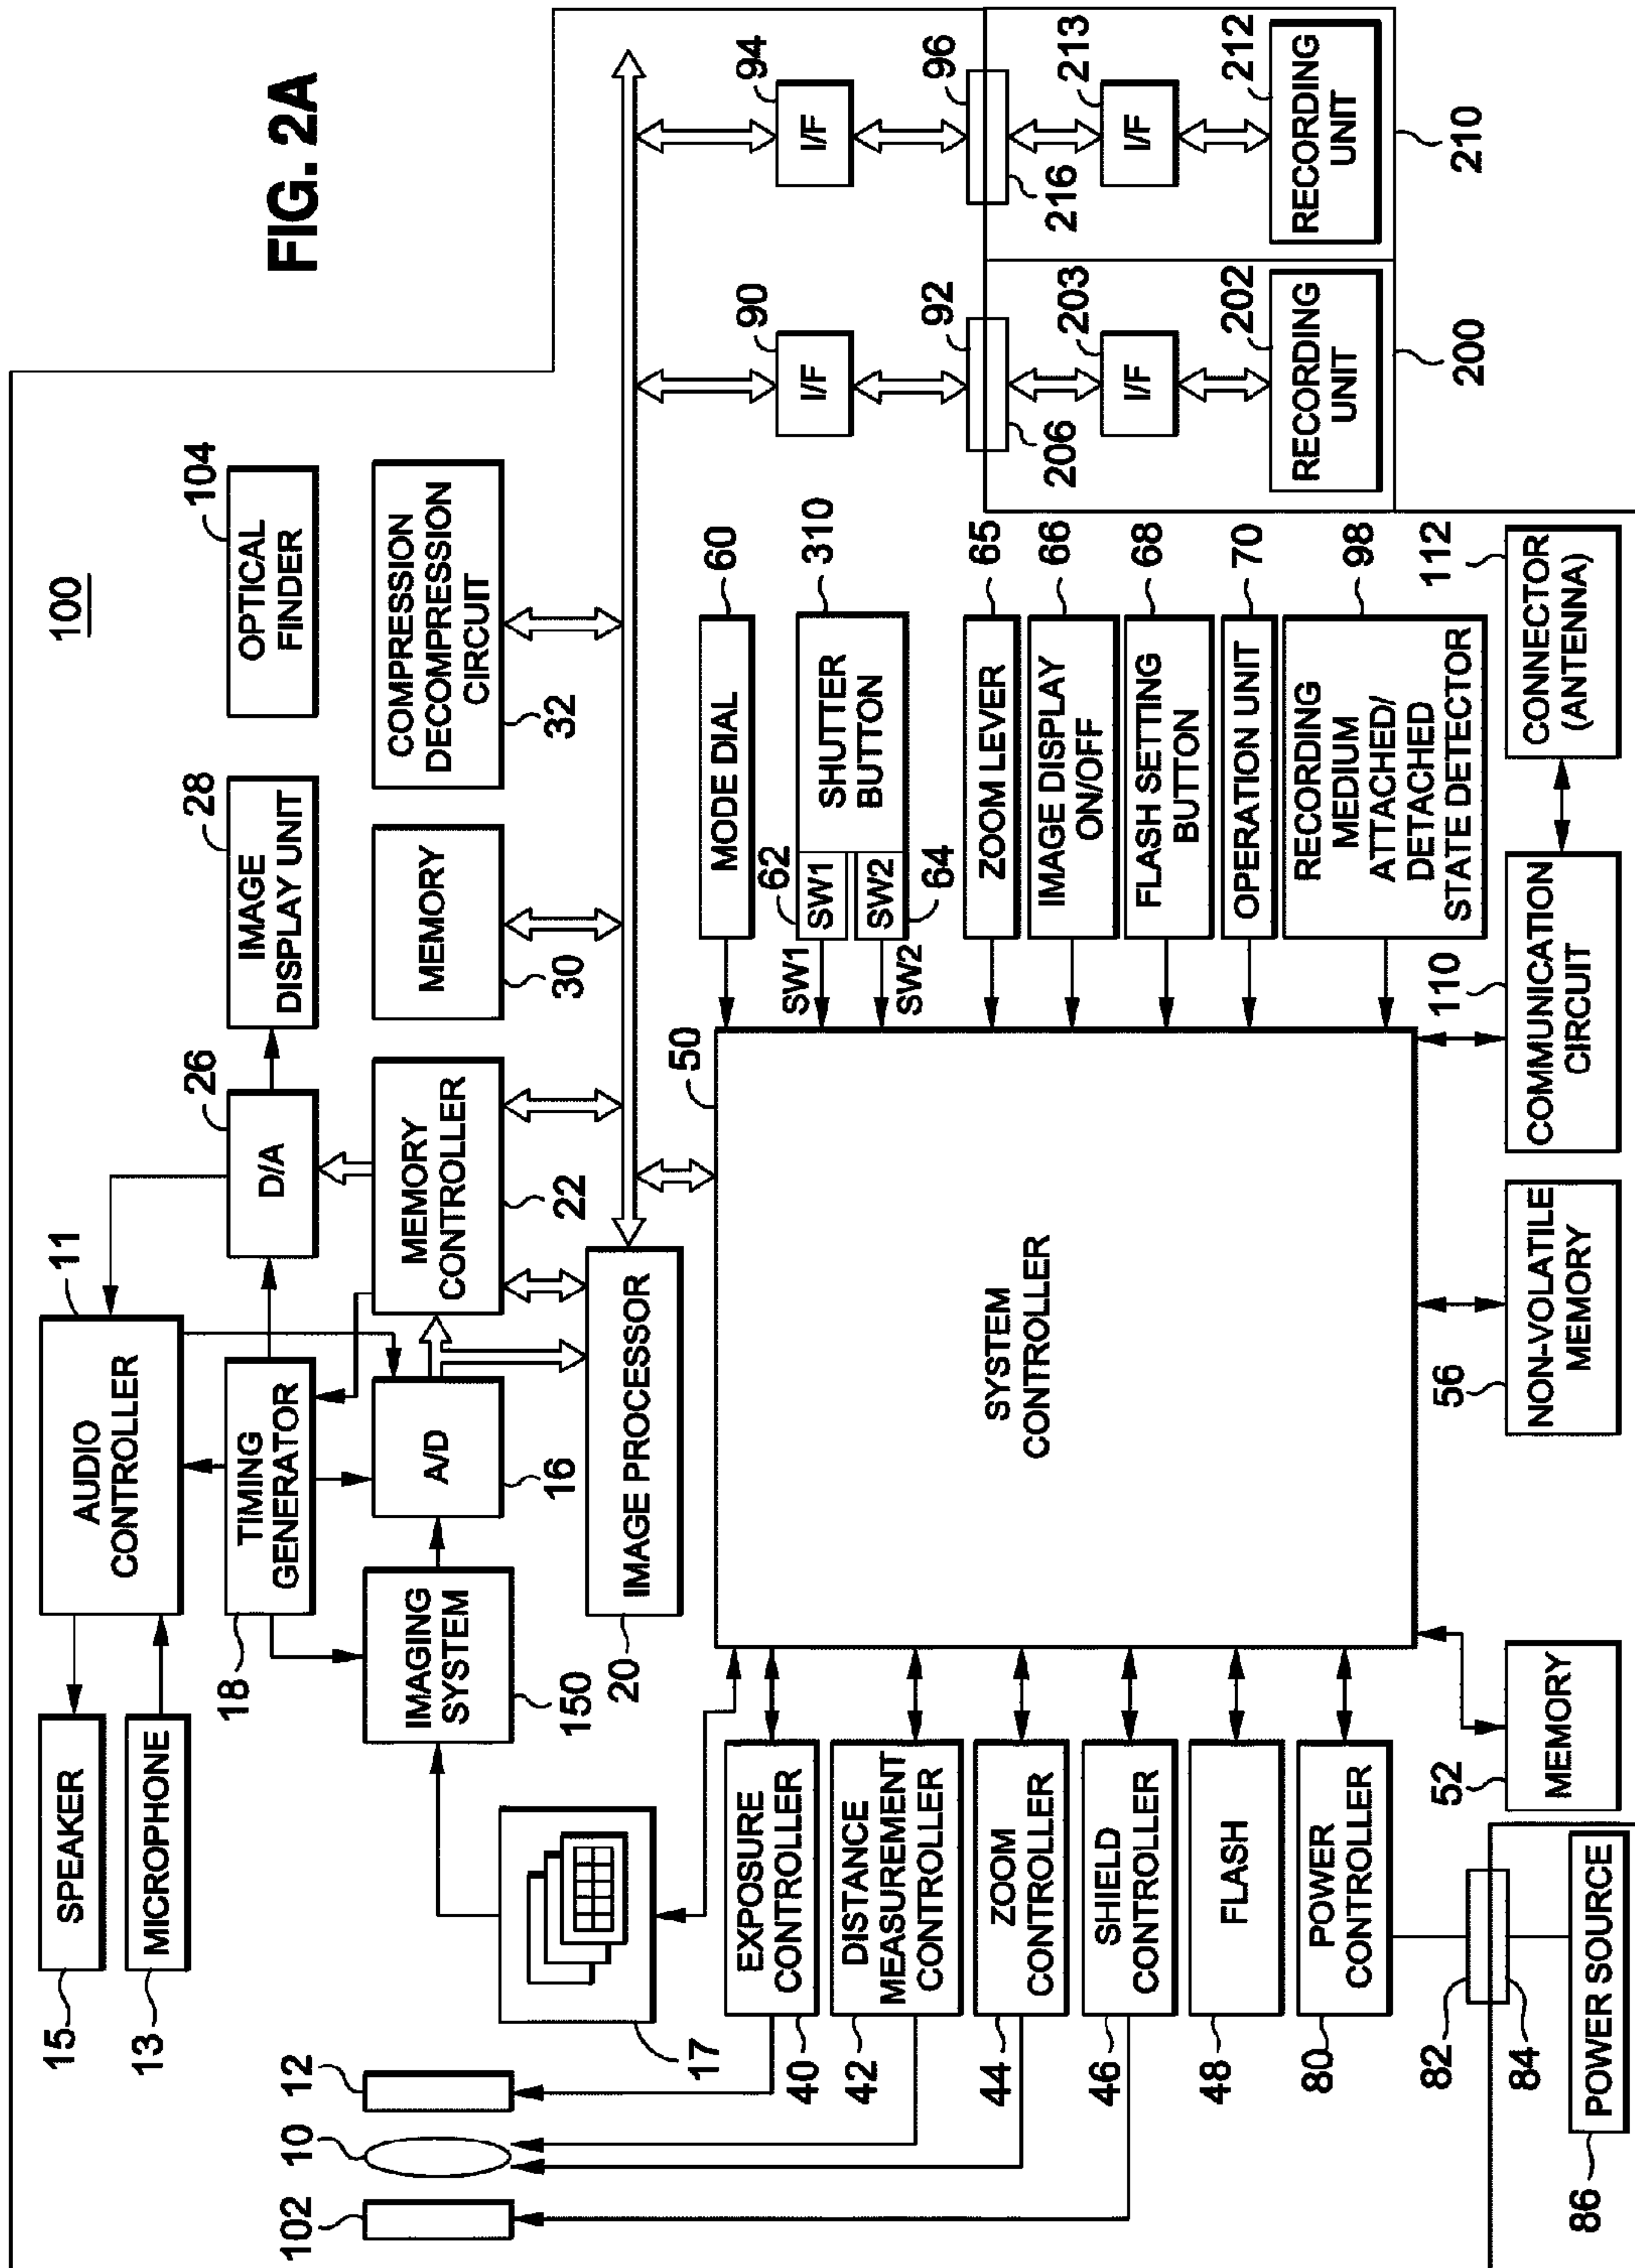 FIG. 2A
100
15
SPEAKER
13
MICROPHONE
11
AUDIO
CONTROLLER
18
TIMING
GENERATOR
26
D/A
28
IMAGE
DISPLAY UNIT
104
OPTICAL
FINDER
102
10
12
17
IMAGING
SYSTEM
150
A/D
16
MEMORY
CONTROLLER
22
MEMORY
30
COMPRESSION
DECOMPRESSION
CIRCUIT
32
IMAGE PROCESSOR
20
EXPOSURE
CONTROLLER
40
DISTANCE
MEASUREMENT
CONTROLLER
42
ZOOM
CONTROLLER
44
SHIELD
CONTROLLER
46
FLASH
48
POWER
CONTROLLER
80
82
84
POWER SOURCE
86
SYSTEM
CONTROLLER
50
MEMORY
52
NON-VOLATILE
MEMORY
56
COMMUNICATION
CIRCUIT
110
CONNECTOR
(ANTENNA)
112
MODE DIAL
60
SHUTTER
BUTTON
310
62
SW1
SW1
SW2
64
SW2
ZOOM LEVER
65
IMAGE DISPLAY
ON/OFF
66
FLASH SETTING
BUTTON
68
OPERATION UNIT
70
RECORDING
MEDIUM
ATTACHED/
DETACHED
STATE DETECTOR
98
90
I/F
92
206
203
I/F
202
RECORDING
UNIT
200
94
I/F
96
216
213
I/F
212
RECORDING
UNIT
210